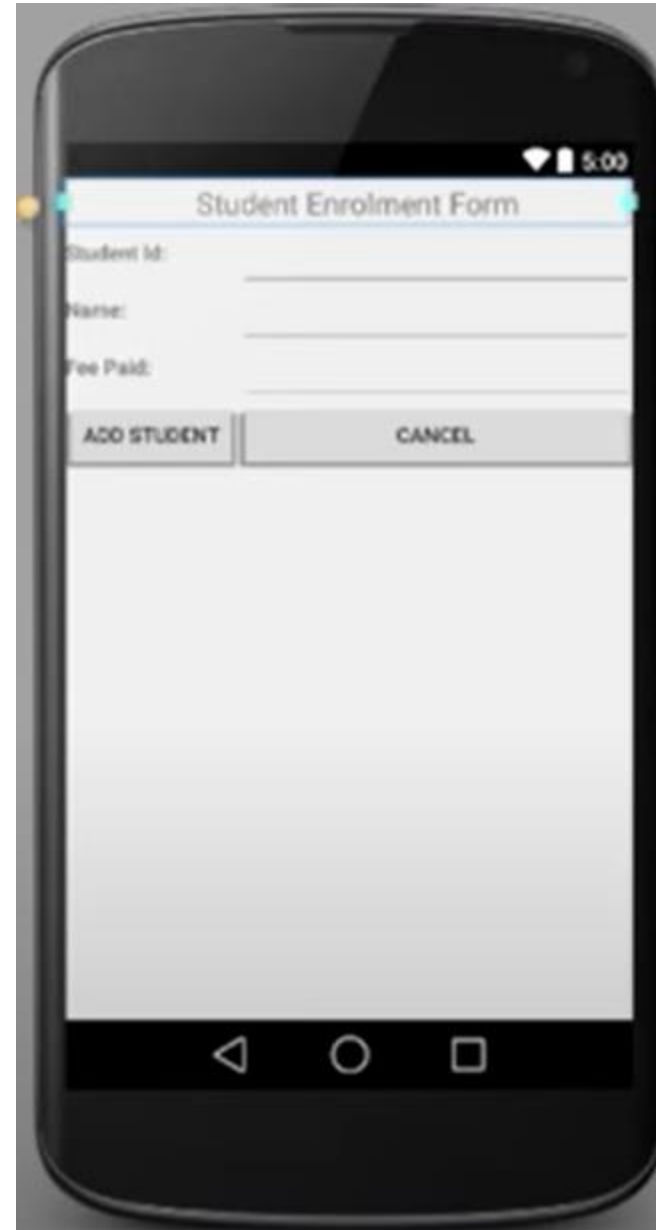 5:00
Student Enrolment Form
Student Id:
Name:
Fee Paid:
ADD STUDENT CANCEL